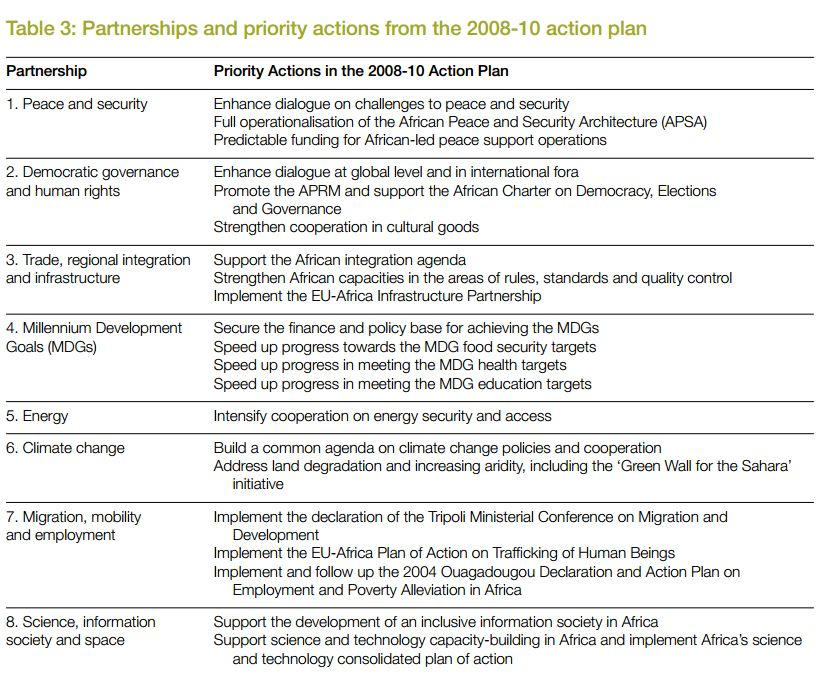 Table 3: Partnerships and priority actions from the 2008-10 action plan
Partnership Priority Actions in the 2008-10 Action Plan
1. Peace and security Enhance dialogue on challenges to peace and security
Full operationalisation of the African Peace and Security Architecture (APSA)
Predictable funding for African-led peace support operations
2. Democratic governance Enhance dialogue at global level and in international fora
and human rights Promote the APRM and support the African Charter on Democracy, Elections
and Governance
Strengthen cooperation in cultural goods
3. Trade, regional integration Support the African integration agenda
and infrastructure Strengthen African capacities in the areas of rules, standards and quality control
Implement the EU-Africa Infrastructure Partnership
4. Millennium Development Secure the finance and policy base for achieving the MDGs
Goals (MDGs) Speed up progress towards the MDG food security targets
Speed up progress in meeting the MDG health targets
Speed up progress in meeting the MDG education targets
5. Energy Intensify cooperation on energy security and access
6. Climate change Build a common agenda on climate change policies and cooperation
Address land degradation and increasing aridity, including the ‘Green Wall for the Sahara’
initiative
7. Migration, mobility Implement the declaration of the Tripoli Ministerial Conference on Migration and
and employment Development
Implement the EU-Africa Plan of Action on Trafficking of Human Beings
Implement and follow up the 2004 Ouagadougou Declaration and Action Plan on
Employment and Poverty Alleviation in Africa
8. Science, information Support the development of an inclusive information society in Africa
society and space Support science and technology capacity-building in Africa and implement Africa’s science
and technology consolidated plan of action